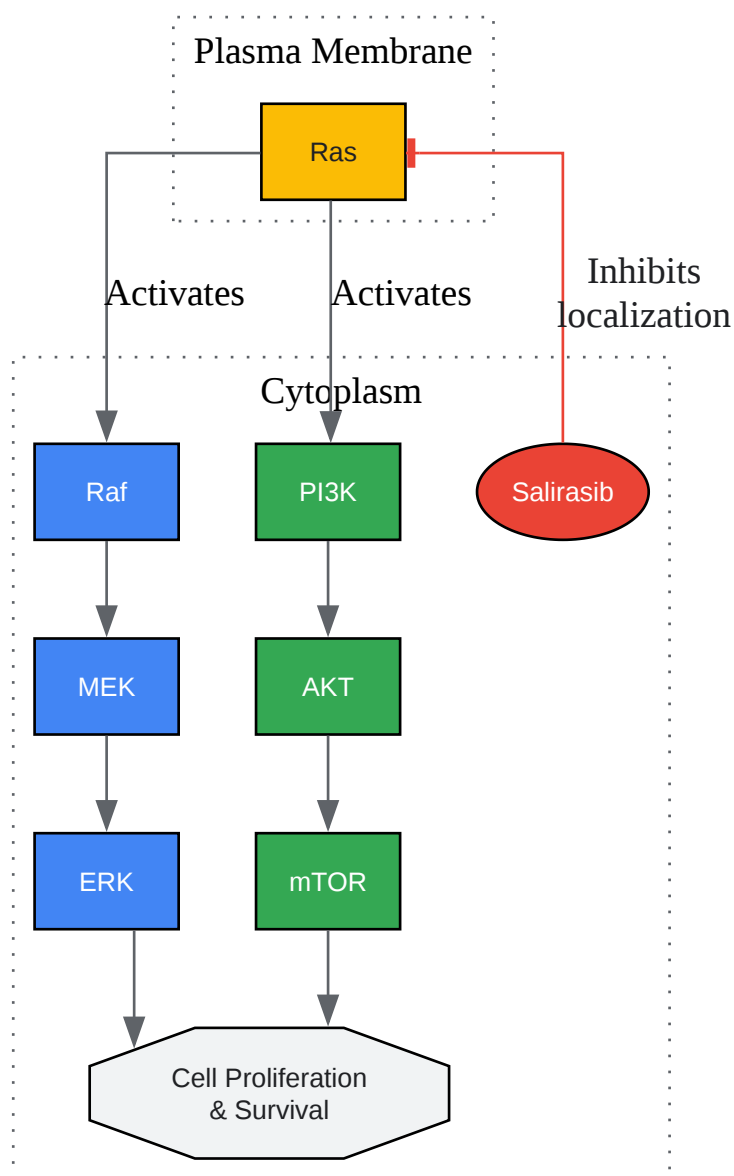 Plasma Membrane
Ras
Activates
Activates
Inhibits
localization
Cytoplasm
Raf
PI3K
Salirasib
MEK
AKT
ERK
mTOR
Cell Proliferation
& Survival